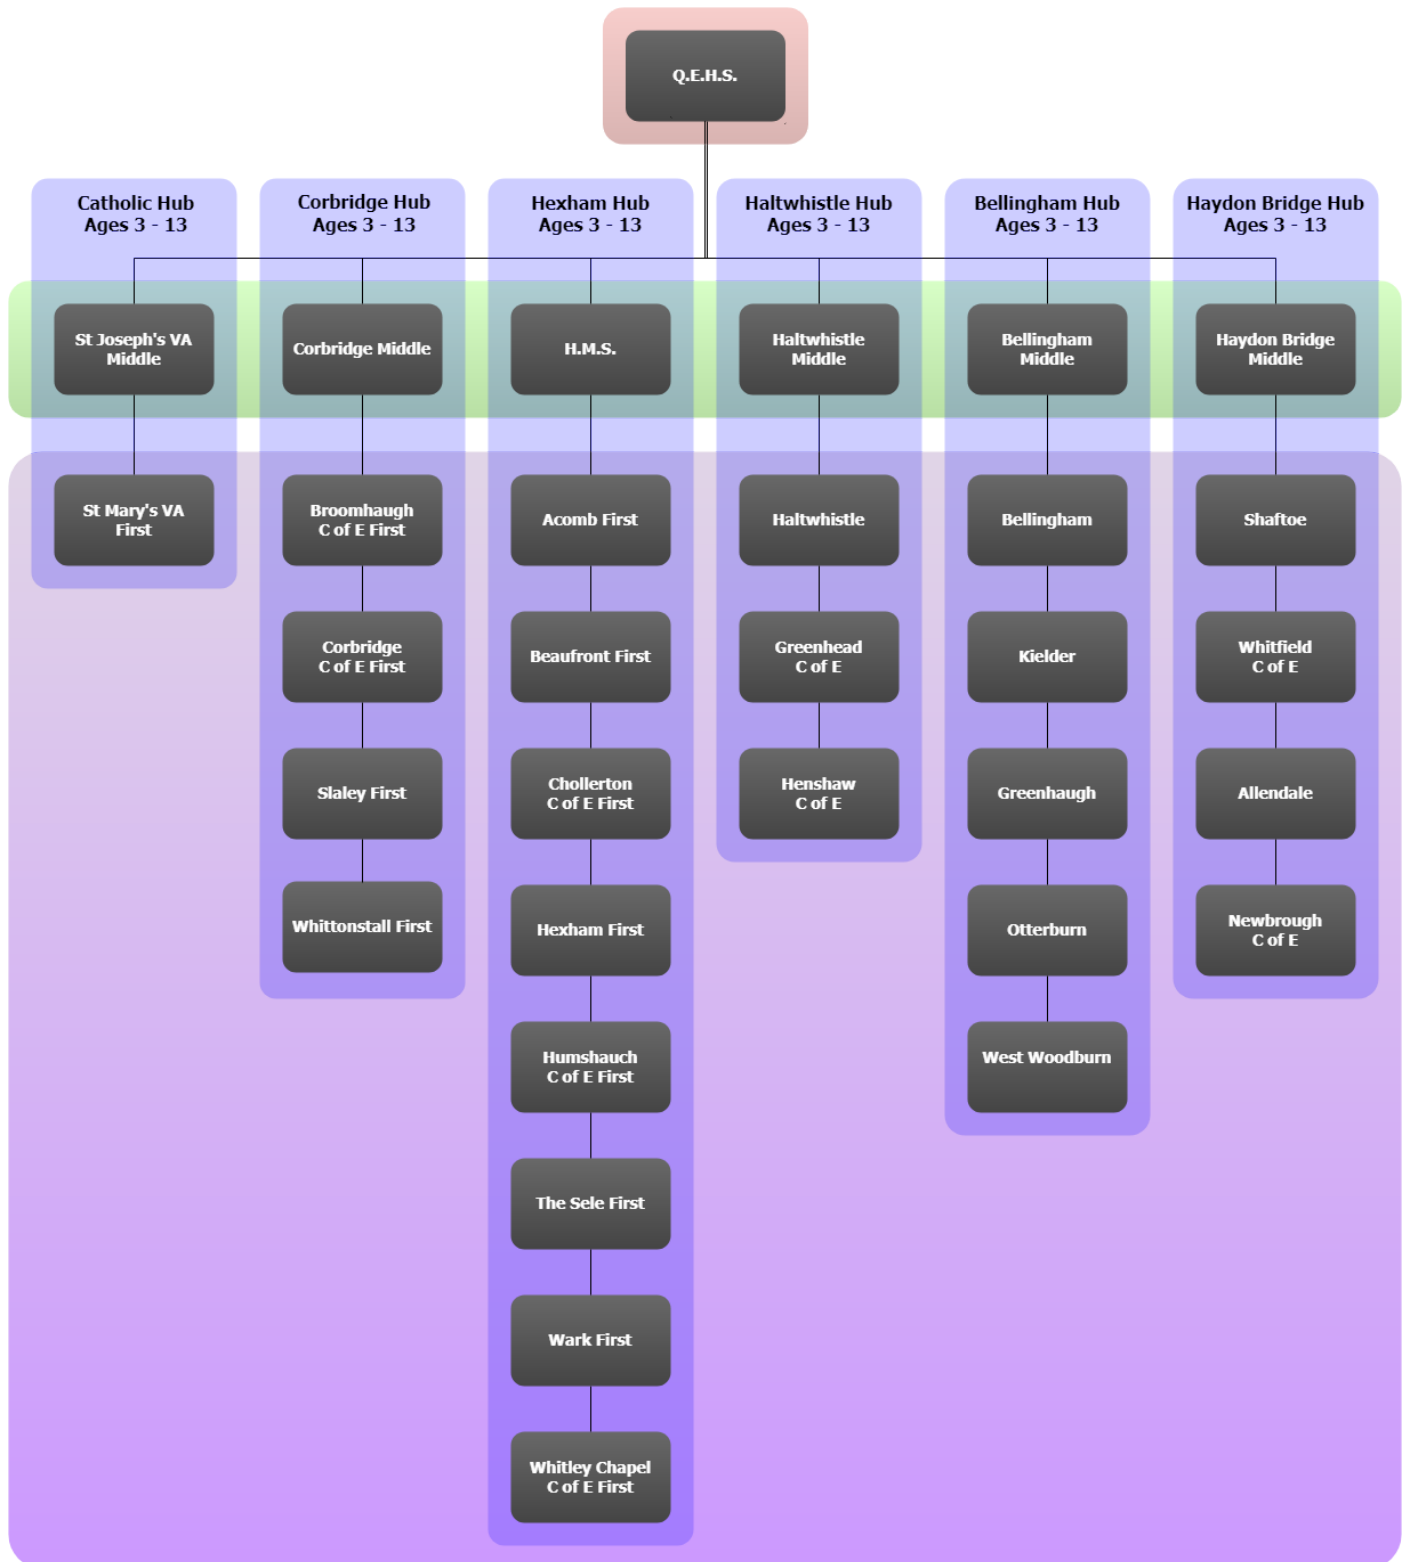 Q.E.H.S.
Catholic Hub
Ages 3 - 13
Corbridge Hub
Ages 3 - 13
Hexham Hub
Ages 3 - 13
Haltwhistle Hub
Ages 3 - 13
Bellingham Hub
Ages 3 - 13
Haydon Bridge Hub
Ages 3 - 13
St Joseph's VA
Middle
Corbridge Middle
H.M.S.
Haltwhistle
Middle
Bellingham
Middle
Haydon Bridge
Middle
St Mary's VA
First
Broomhaugh
C of E First
Acomb First
Haltwhistle
Bellingham
Shaftoe
Corbridge
C of E First
Beaufront First
Greenhead
C of E
Kielder
Whitfield
C of E
Slaley First
Chollerton
C of E First
Henshaw
C of E
Greenhaugh
Allendale
Whittonstall First
Hexham First
Otterburn
Newbrough
C of E
Humshauch
C of E First
West Woodburn
The Sele First
Wark First
Whitley Chapel
C of E First